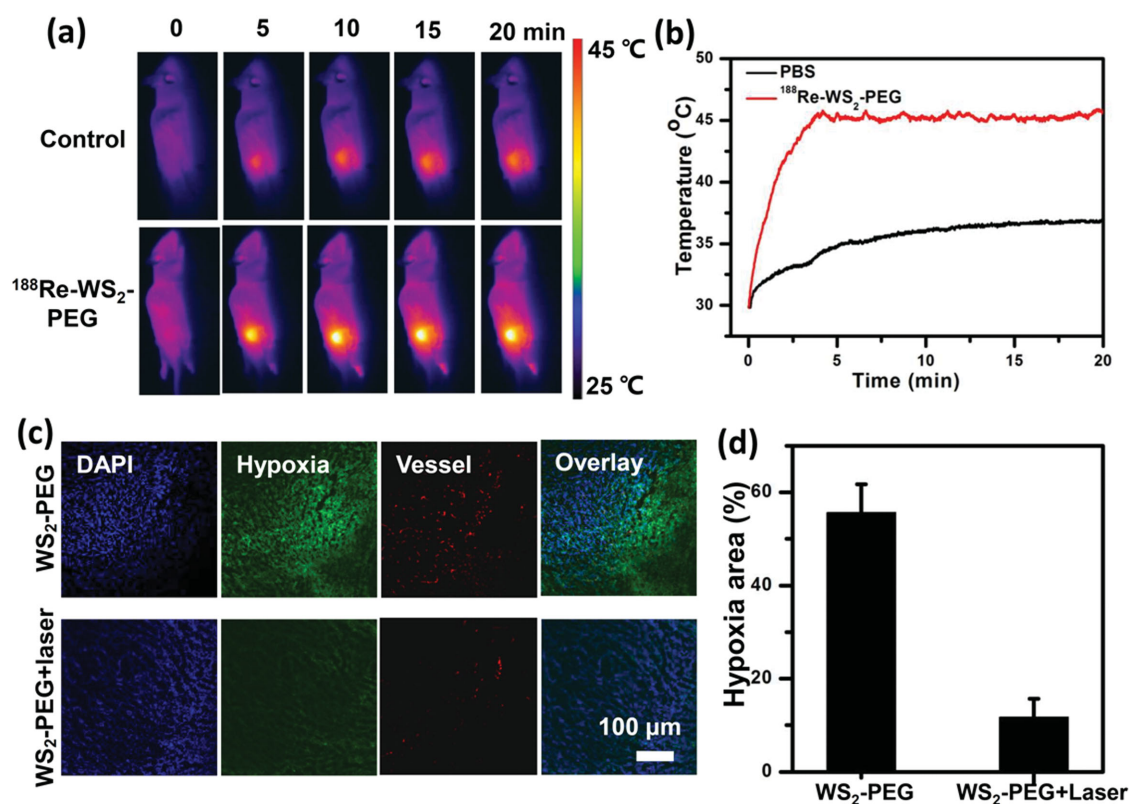 (a)
0 5 10 15 20 min
Control
¹⁸⁸Re-WS₂-
PEG
45 ℃
25 ℃
(b)
PBS
¹⁸⁸Re-WS₂-PEG
Temperature (°C)
50
45
40
35
30
0 5 10 15 20
Time (min)
(c)
DAPI Hypoxia Vessel Overlay
WS₂-PEG
WS₂-PEG+laser
100 µm
(d)
Hypoxia area (%)
60
40
20
0
WS₂-PEG WS₂-PEG+Laser